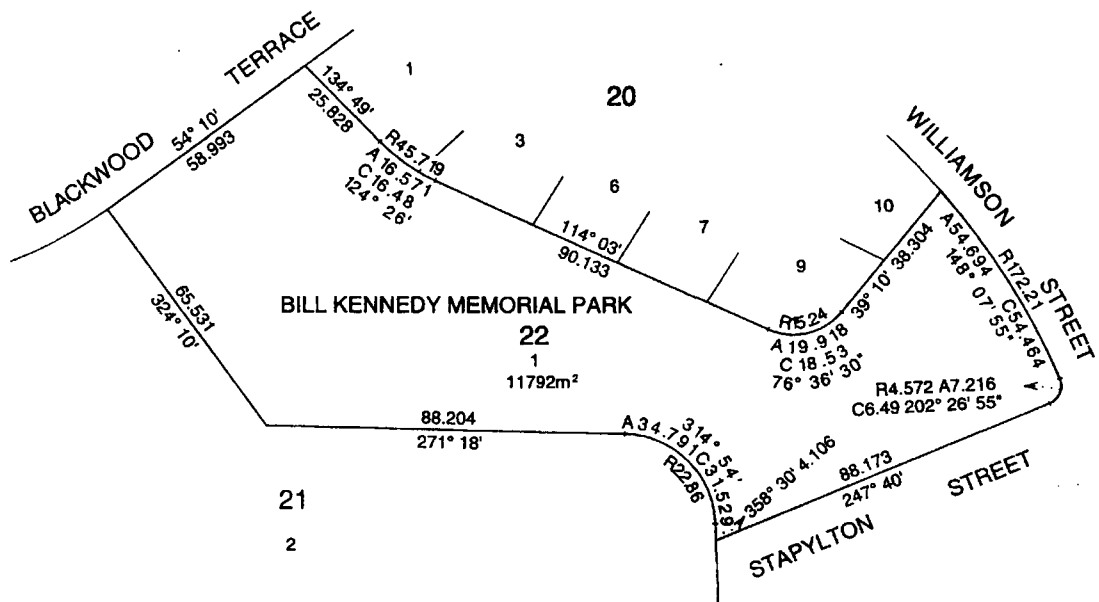 BLACKWOOD TERRACE
54° 10'
58.993
134° 49'
25.828
1
20
R45.719
A 16.571
C 16.48
124° 26'
3
6
7
9
10
114° 03'
90.133
WILLIAMSON STREET
39° 10' 38.304
R15.24
A 19.918
C 18.53
76° 36' 30"
A54.694 R172.21
148° 07' 55" C54.464
65.531
324° 10'
BILL KENNEDY MEMORIAL PARK
22
1
11792m²
R4.572 A7.216
C6.49 202° 26' 55"
88.204
271° 18'
314° 54'
A 34.791 C31.529
R22.86
358° 30' 4.106
88.173
247° 40'
STAPYLTON STREET
21
2